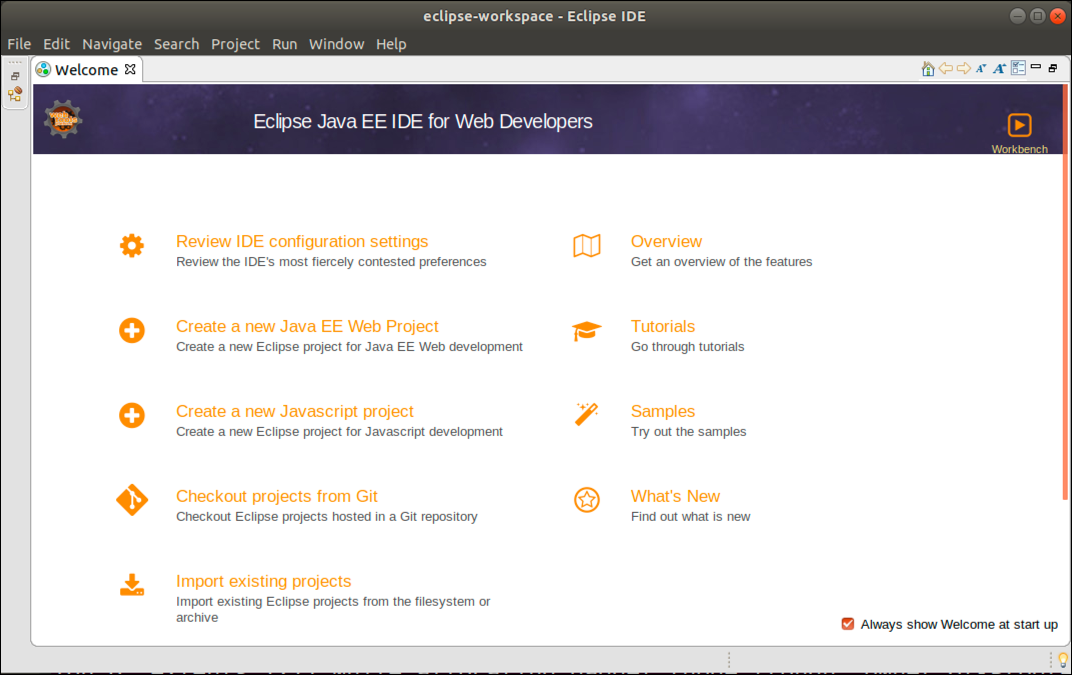 eclipse-workspace - Eclipse IDE
File Edit Navigate Search Project Run Window Help
Welcome
Eclipse Java EE IDE for Web Developers
Workbench
Review IDE configuration settings
Review the IDE's most fiercely contested preferences
Overview
Get an overview of the features
Create a new Java EE Web Project
Create a new Eclipse project for Java EE Web development
Tutorials
Go through tutorials
Create a new Javascript project
Create a new Eclipse project for Javascript development
Samples
Try out the samples
Checkout projects from Git
Checkout Eclipse projects hosted in a Git repository
What's New
Find out what is new
Import existing projects
Import existing Eclipse projects from the filesystem or
archive
Always show Welcome at start up